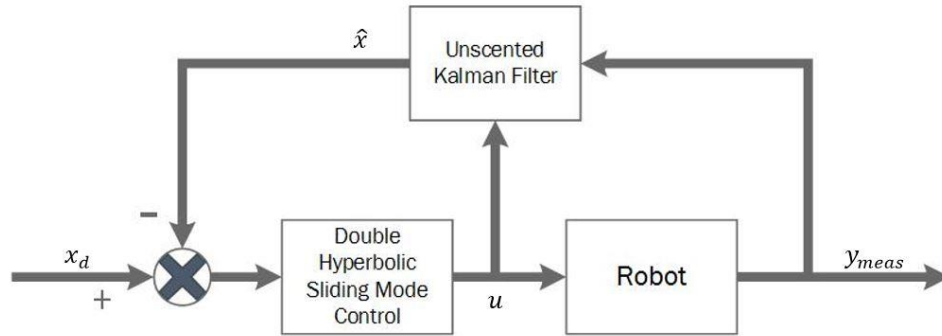 x̂
Unscented
Kalman Filter
−
x_d
+
Double
Hyperbolic
Sliding Mode
Control
u
Robot
y_meas